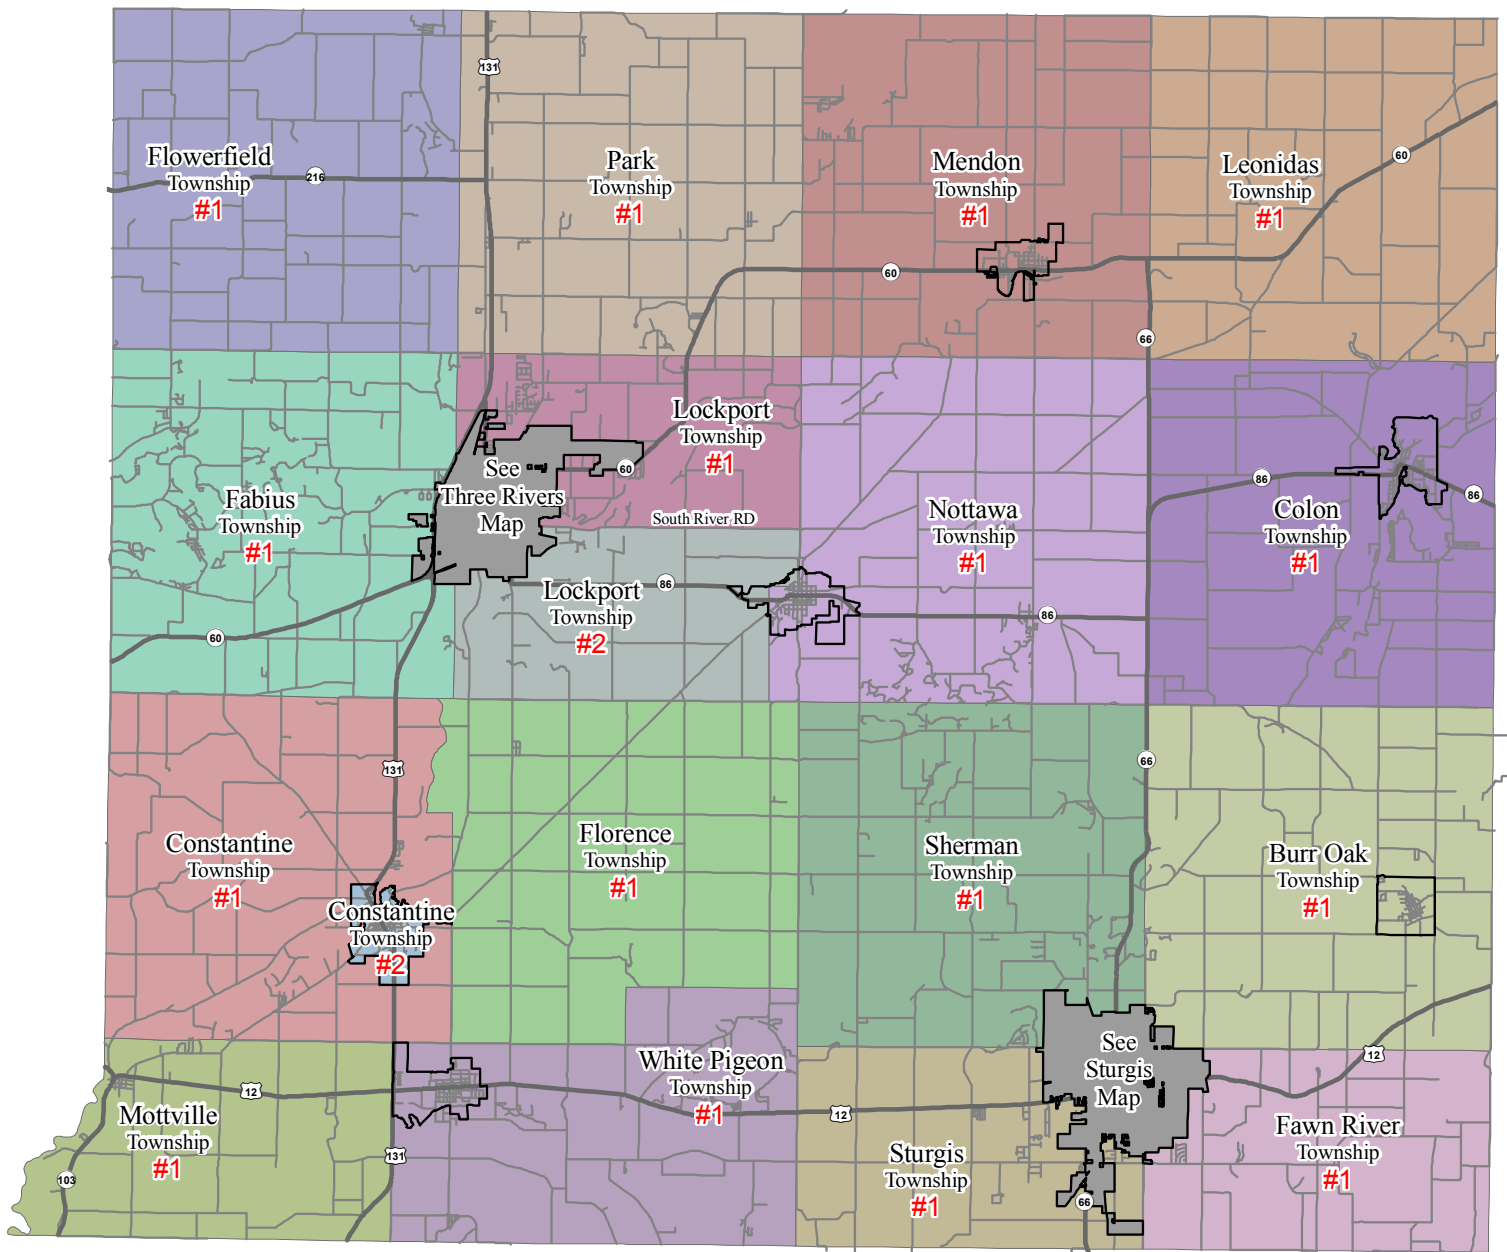 131
Flowerfield
Township
#1
216
Park
Township
#1
Mendon
Township
#1
Leonidas
Township
#1
60
60
66
Lockport
Township
#1
60
See
Three Rivers
Map
South River RD
Fabius
Township
#1
Nottawa
Township
#1
86
Colon
Township
#1
86
Lockport
Township
#2
86
86
60
131
66
Constantine
Township
#1
Florence
Township
#1
Sherman
Township
#1
Burr Oak
Township
#1
Constantine
Township
#2
See
Sturgis
Map
White Pigeon
Township
#1
12
12
12
Mottville
Township
#1
131
103
Sturgis
Township
#1
66
Fawn River
Township
#1